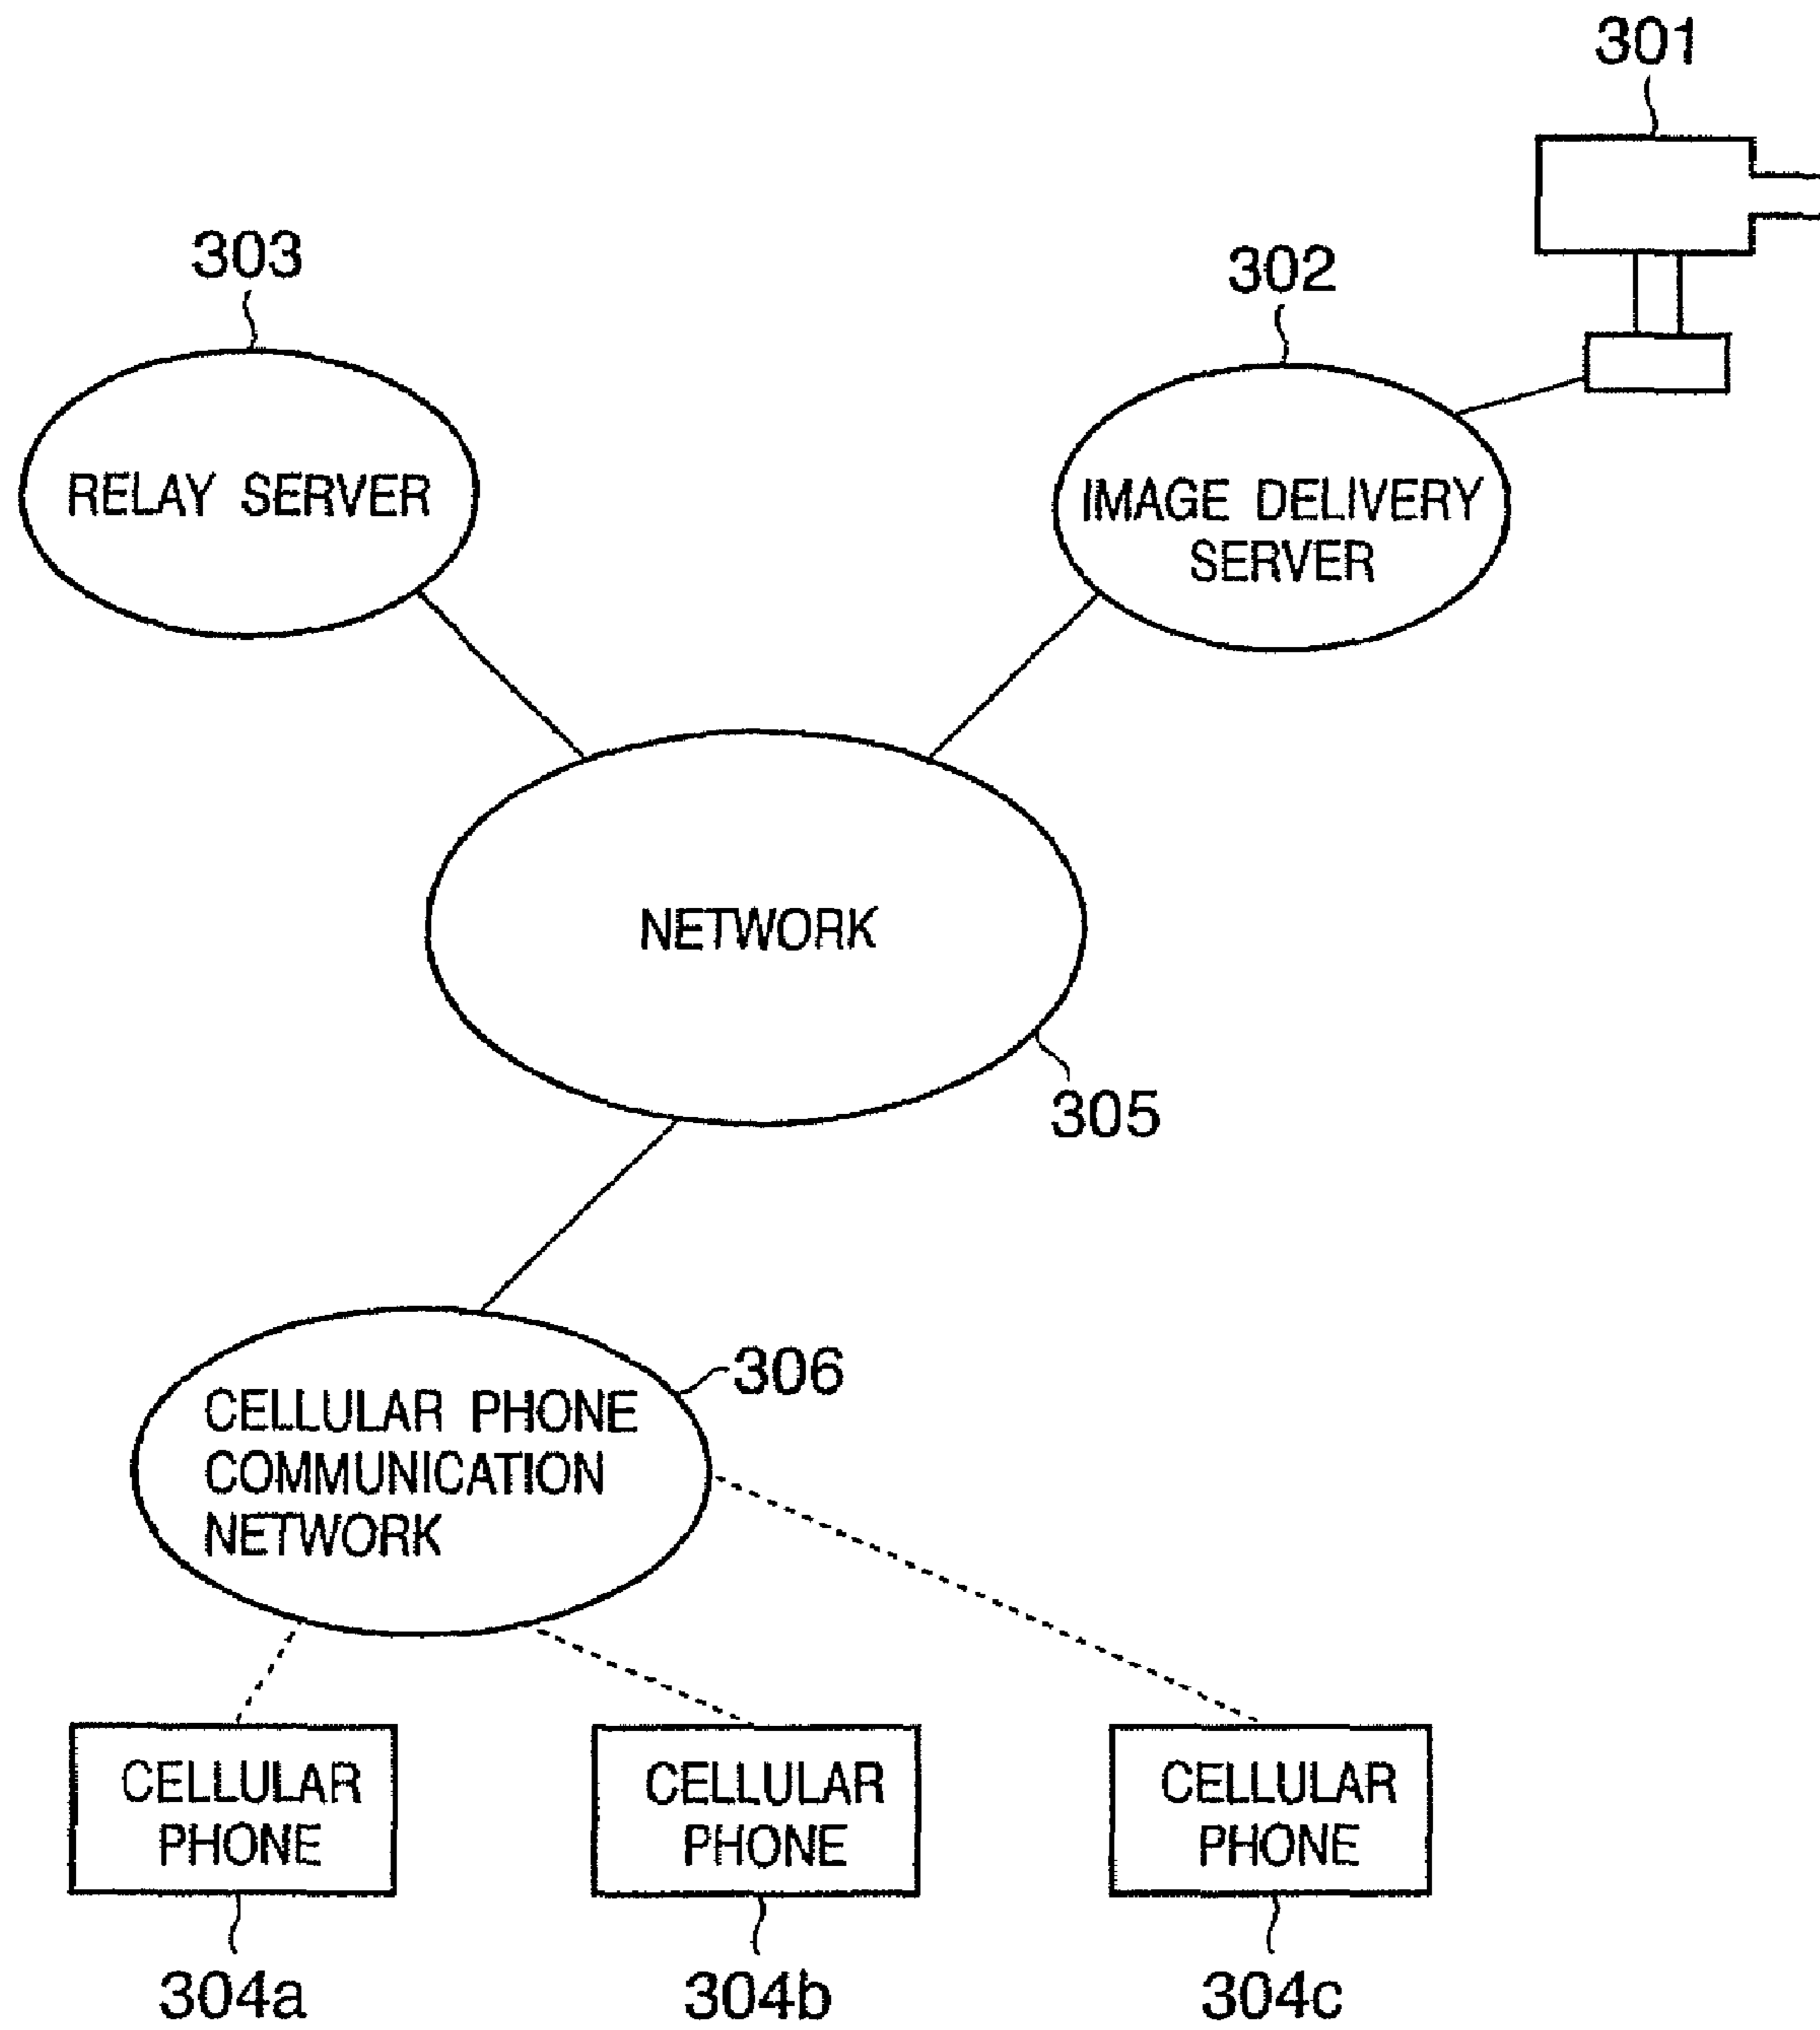 301
303
302
RELAY SERVER
IMAGE DELIVERY
SERVER
NETWORK
305
306
CELLULAR PHONE
COMMUNICATION
NETWORK
CELLULAR
PHONE
CELLULAR
PHONE
CELLULAR
PHONE
304a
304b
304c